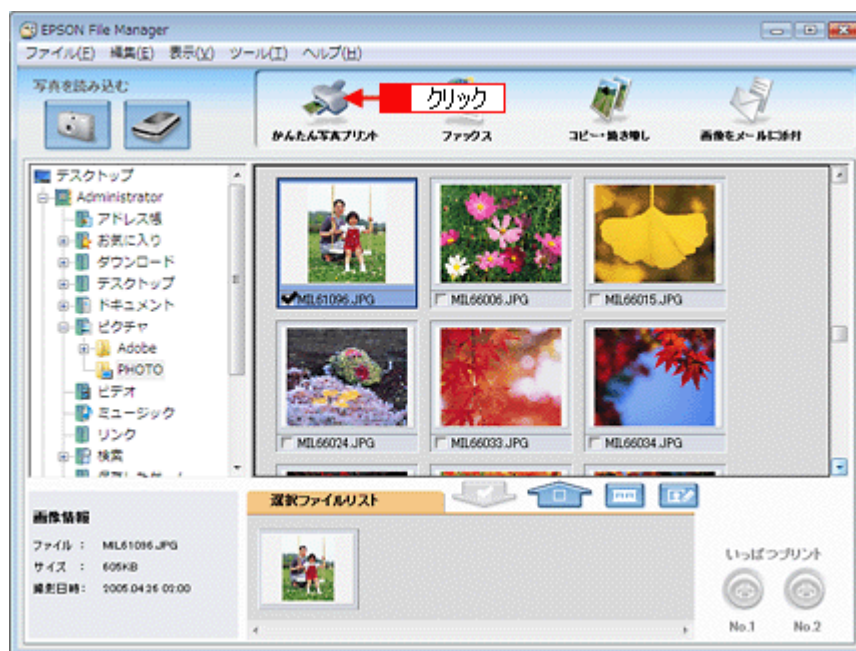 EPSON File Manager
ファイル(F) 編集(E) 表示(V) ツール(T) ヘルプ(H)
写真を読み込む
クリック
かんたん写真プリント
ファックス
コピー・焼き増し
画像をメールに添付
デスクトップ
Administrator
アドレス帳
お気に入り
ダウンロード
デスクトップ
ドキュメント
ピクチャ
Adobe
PHOTO
ビデオ
ミュージック
リンク
検索
MIL61096.JPG
MIL66006.JPG
MIL66015.JPG
MIL66024.JPG
MIL66033.JPG
MIL66034.JPG
画像情報
ファイル : MIL61096.JPG
サイズ : 605KB
撮影日時: 2005.04.26 02:00
選択ファイルリスト
いっぱつプリント
No.1 No.2